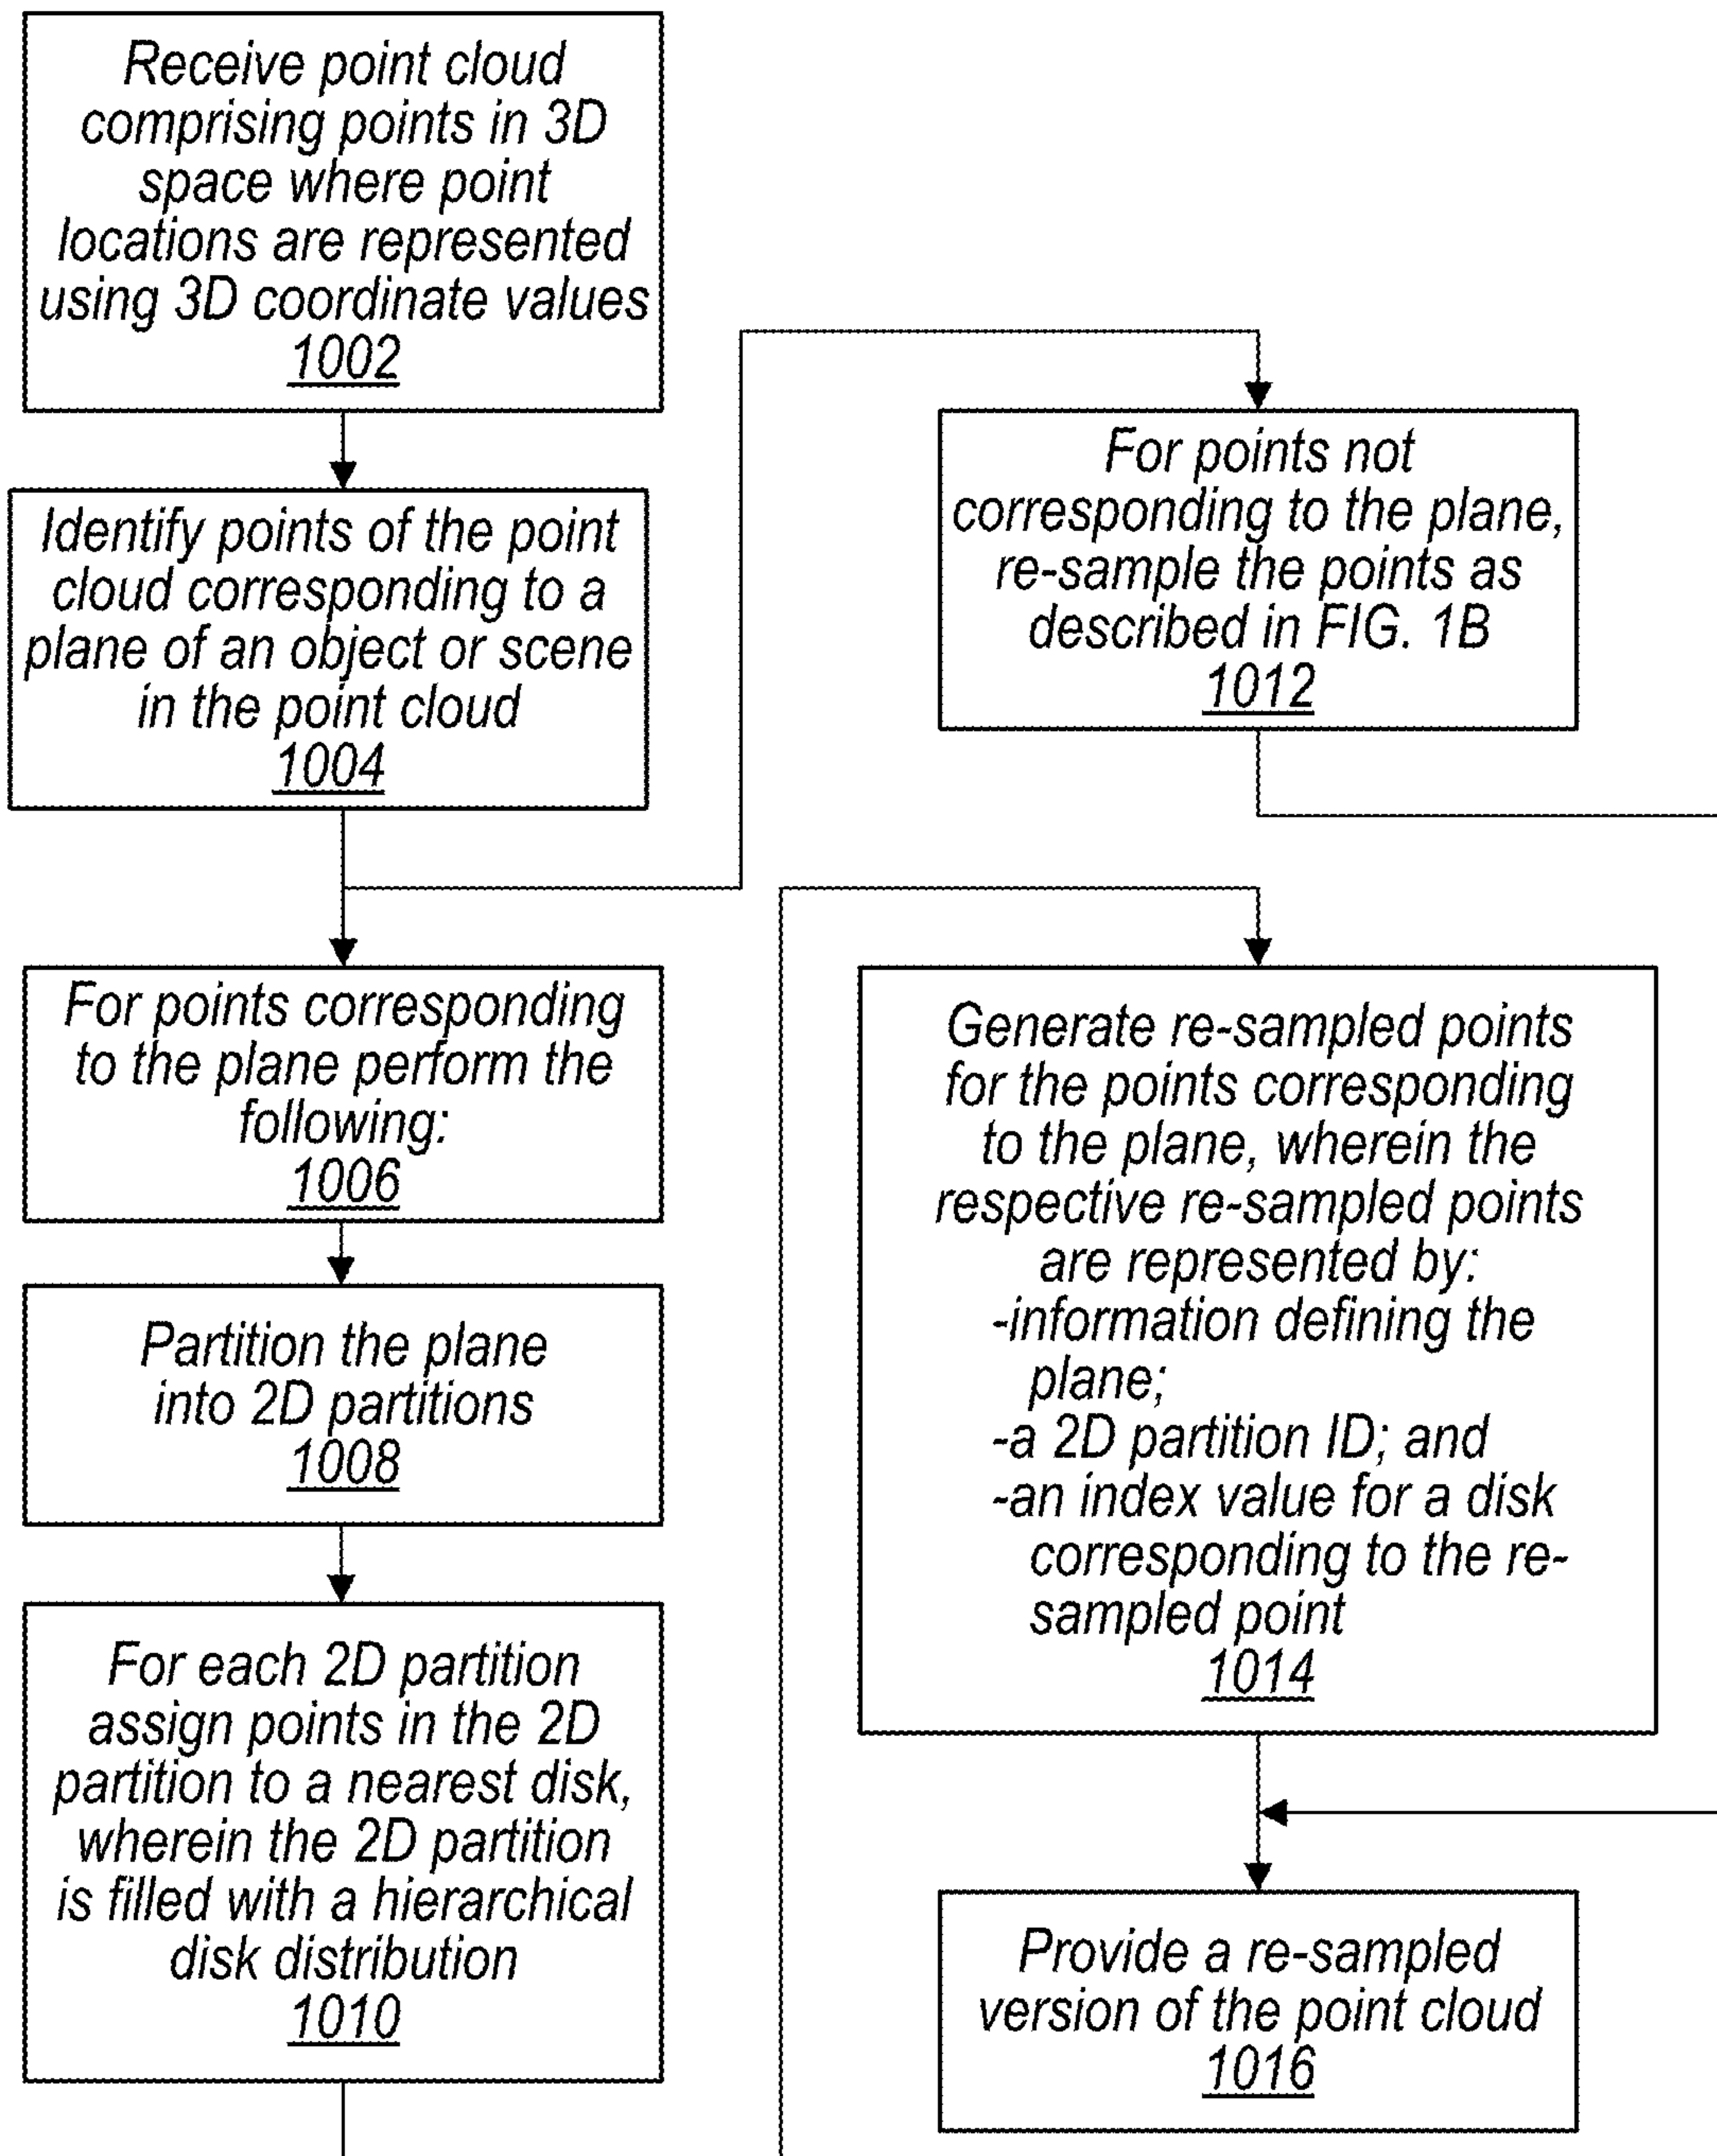 Receive point cloud
comprising points in 3D
space where point
locations are represented
using 3D coordinate values
1002
Identify points of the point
cloud corresponding to a
plane of an object or scene
in the point cloud
1004
For points corresponding
to the plane perform the
following:
1006
Partition the plane
into 2D partitions
1008
For each 2D partition
assign points in the 2D
partition to a nearest disk,
wherein the 2D partition
is filled with a hierarchical
disk distribution
1010
For points not
corresponding to the plane,
re-sample the points as
described in FIG. 1B
1012
Generate re-sampled points
for the points corresponding
to the plane, wherein the
respective re-sampled points
are represented by:
-information defining the
plane;
-a 2D partition ID; and
-an index value for a disk
corresponding to the re-
sampled point
1014
Provide a re-sampled
version of the point cloud
1016